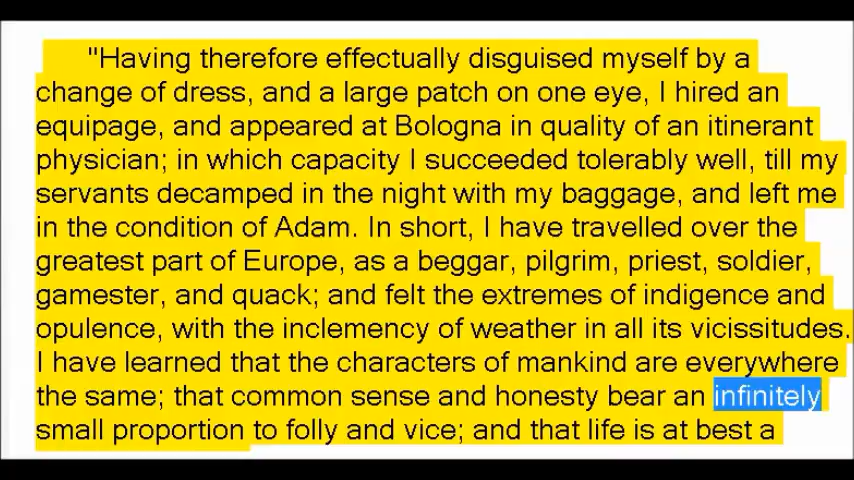 "Having therefore effectually disguised myself by a
change of dress, and a large patch on one eye, I hired an
equipage, and appeared at Bologna in quality of an itinerant
physician; in which capacity I succeeded tolerably well, till my
servants decamped in the night with my baggage, and left me
in the condition of Adam. In short, I have travelled over the
greatest part of Europe, as a beggar, pilgrim, priest, soldier,
gamester, and quack; and felt the extremes of indigence and
opulence, with the inclemency of weather in all its vicissitudes.
I have learned that the characters of mankind are everywhere
the same; that common sense and honesty bear an infinitely
small proportion to folly and vice; and that life is at best a